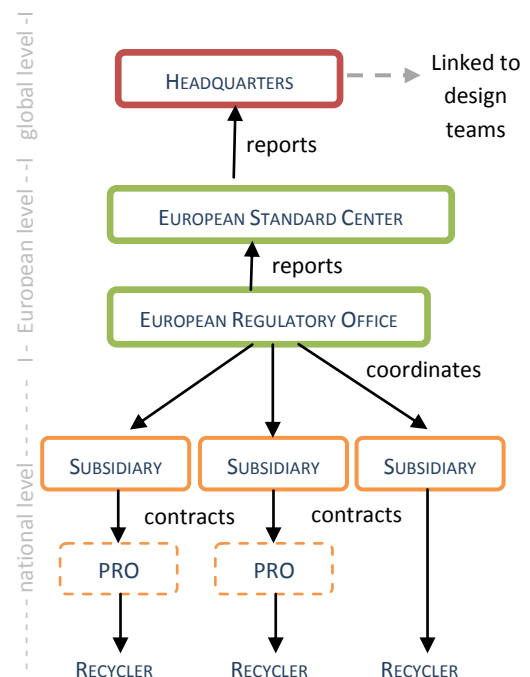 HEADQUARTERS
Linked to
design
teams
reports
EUROPEAN STANDARD CENTER
reports
EUROPEAN REGULATORY OFFICE
coordinates
SUBSIDIARY SUBSIDIARY SUBSIDIARY
contracts contracts
PRO PRO
RECYCLER RECYCLER RECYCLER
- - - - - - national level- - - - - - - I - European level - -I global level -I